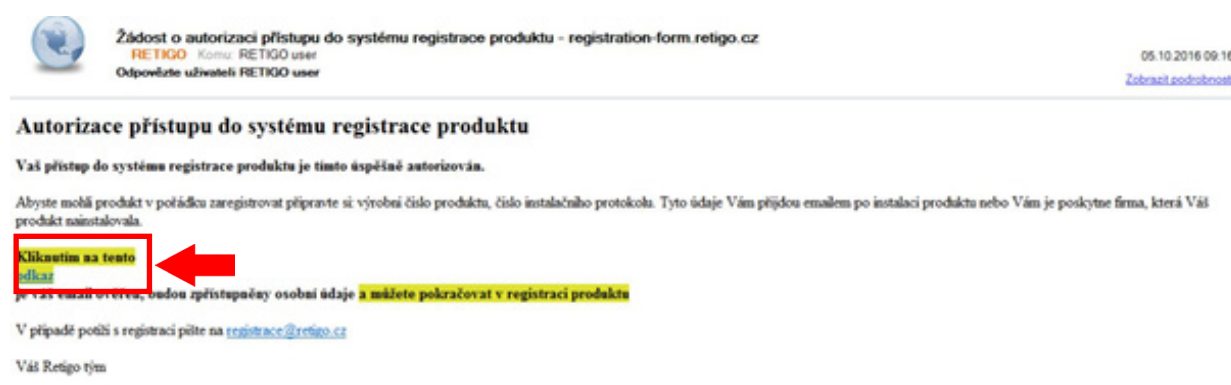 Žádost o autorizaci přístupu do systému registrace produktu - registration-form.retigo.cz
RETIGO Komu: RETIGO user
05.10.2016 09:16
Odpovězte uživateli RETIGO user
Zobrazit podrobnost
Autorizace přístupu do systému registrace produktu
Vaš přístup do systému registrace produktu je tímto úspěšně autorizován.
Abyste mohli produkt v pořádku zaregistrovat připravte si: výrobní číslo produktu, číslo instalačního protokolu. Tyto údaje Vám přijdou emailem po instalaci produktu nebo Vám je poskytne firma, která Váš
produkt nainstalovala.
Kliknutím na tento
odkaz
je váš email ověřen, budou zpřístupněny osobní údaje a můžete pokračovat v registraci produktu
V případě potíží s registrací pište na registrace@retigo.cz
Váš Retigo tým